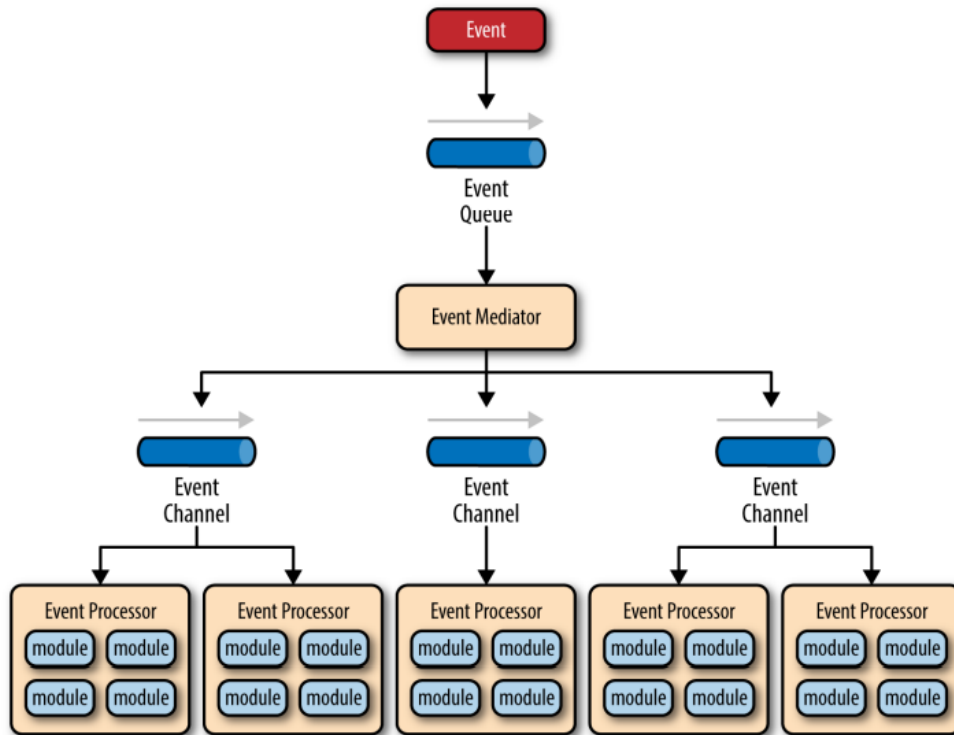 Event
Event
Queue
Event Mediator
Event
Channel
Event
Channel
Event
Channel
Event Processor
module module
module module
Event Processor
module module
module module
Event Processor
module module
module module
Event Processor
module module
module module
Event Processor
module module
module module